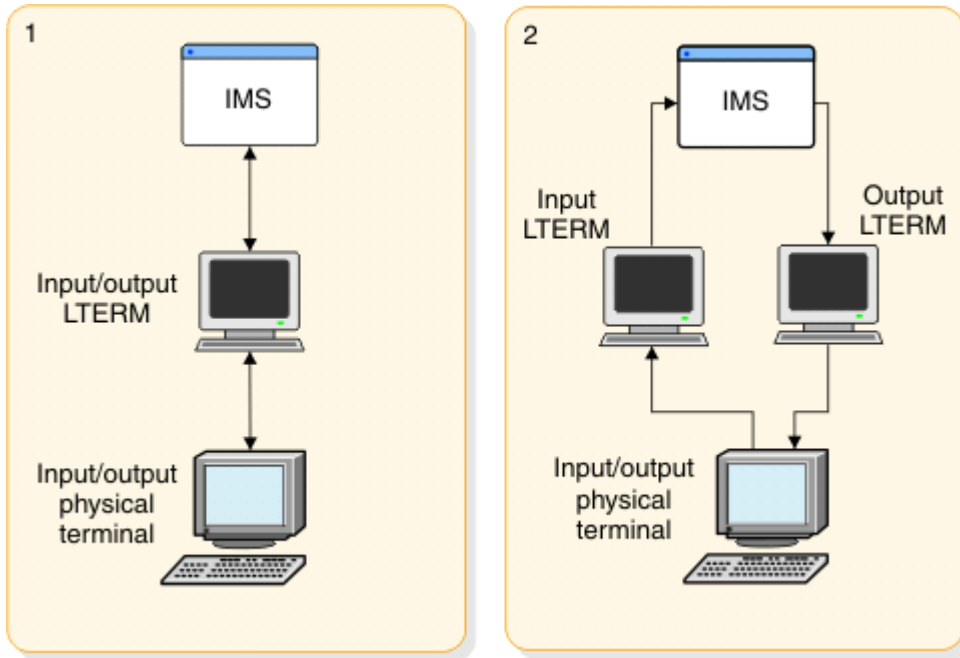 1
IMS
Input/output
LTERM
Input/output
physical
terminal
2
IMS
Input
LTERM
Output
LTERM
Input/output
physical
terminal